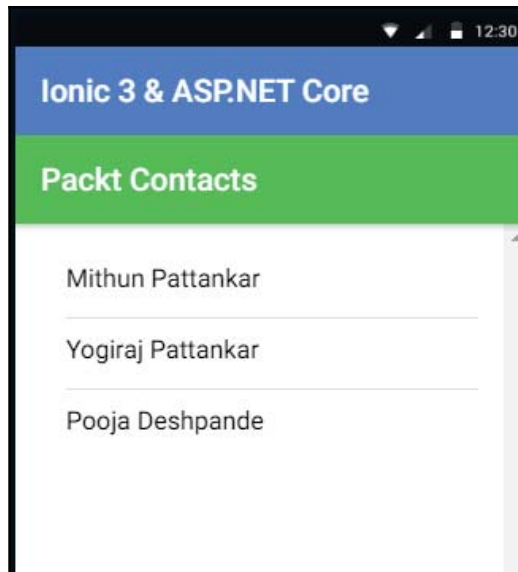 12:30
Ionic 3 & ASP.NET Core
Packt Contacts
Mithun Pattankar
Yogiraj Pattankar
Pooja Deshpande